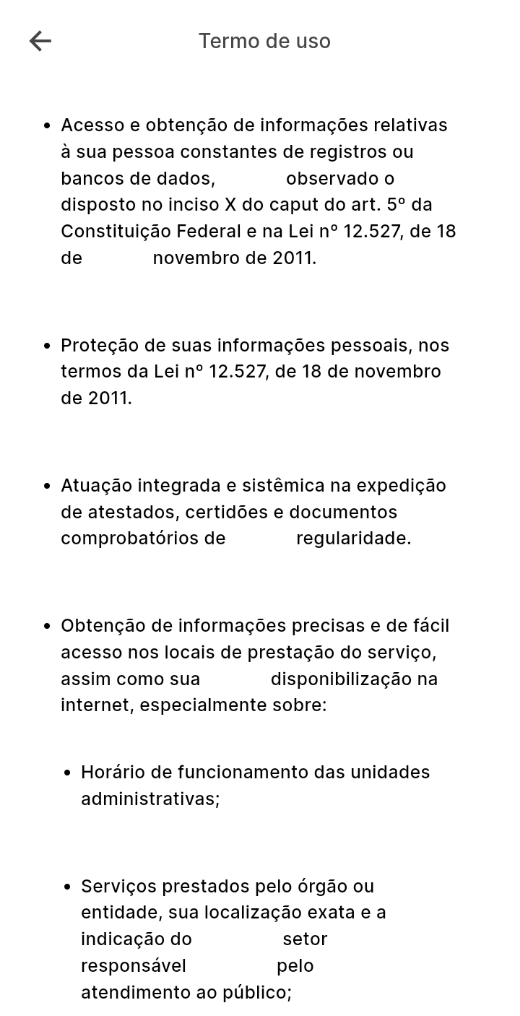 Termo de uso
• Acesso e obtenção de informações relativas
à sua pessoa constantes de registros ou
bancos de dados, observado o
disposto no inciso X do caput do art. 5º da
Constituição Federal e na Lei nº 12.527, de 18
de novembro de 2011.
• Proteção de suas informações pessoais, nos
termos da Lei nº 12.527, de 18 de novembro
de 2011.
• Atuação integrada e sistêmica na expedição
de atestados, certidões e documentos
comprobatórios de regularidade.
• Obtenção de informações precisas e de fácil
acesso nos locais de prestação do serviço,
assim como sua disponibilização na
internet, especialmente sobre:
• Horário de funcionamento das unidades
administrativas;
• Serviços prestados pelo órgão ou
entidade, sua localização exata e a
indicação do setor
responsável pelo
atendimento ao público;